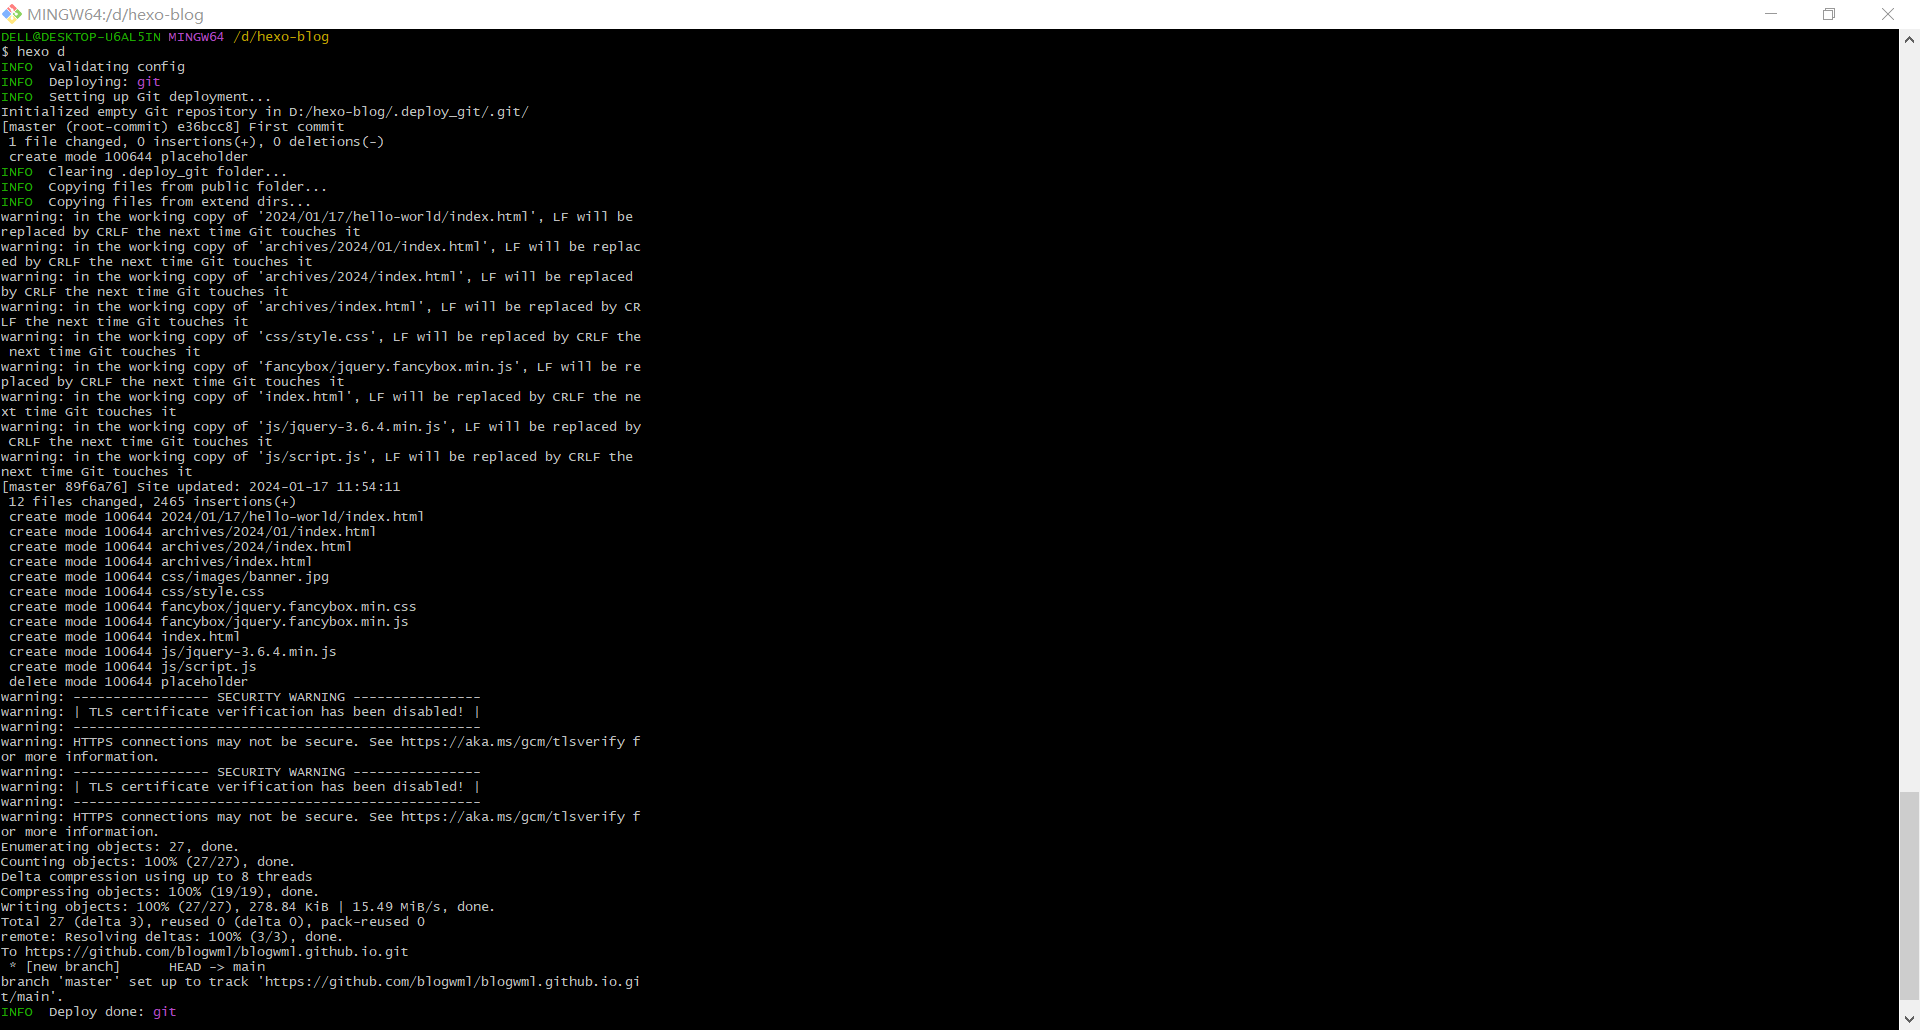 MINGW64:/d/hexo-blog
DELL@DESKTOP-U6AL5IN MINGW64 /d/hexo-blog
$ hexo d
INFO  Validating config
INFO  Deploying: git
INFO  Setting up Git deployment...
Initialized empty Git repository in D:/hexo-blog/.deploy_git/.git/
[master (root-commit) e36bcc8] First commit
 1 file changed, 0 insertions(+), 0 deletions(-)
 create mode 100644 placeholder
INFO  Clearing .deploy_git folder...
INFO  Copying files from public folder...
INFO  Copying files from extend dirs...
warning: in the working copy of '2024/01/17/hello-world/index.html', LF will be
replaced by CRLF the next time Git touches it
warning: in the working copy of 'archives/2024/01/index.html', LF will be replac
ed by CRLF the next time Git touches it
warning: in the working copy of 'archives/2024/index.html', LF will be replaced
by CRLF the next time Git touches it
warning: in the working copy of 'archives/index.html', LF will be replaced by CR
LF the next time Git touches it
warning: in the working copy of 'css/style.css', LF will be replaced by CRLF the
 next time Git touches it
warning: in the working copy of 'fancybox/jquery.fancybox.min.js', LF will be re
placed by CRLF the next time Git touches it
warning: in the working copy of 'index.html', LF will be replaced by CRLF the ne
xt time Git touches it
warning: in the working copy of 'js/jquery-3.6.4.min.js', LF will be replaced by
 CRLF the next time Git touches it
warning: in the working copy of 'js/script.js', LF will be replaced by CRLF the
next time Git touches it
[master 89f6a76] Site updated: 2024-01-17 11:54:11
 12 files changed, 2465 insertions(+)
 create mode 100644 2024/01/17/hello-world/index.html
 create mode 100644 archives/2024/01/index.html
 create mode 100644 archives/2024/index.html
 create mode 100644 archives/index.html
 create mode 100644 css/images/banner.jpg
 create mode 100644 css/style.css
 create mode 100644 fancybox/jquery.fancybox.min.css
 create mode 100644 fancybox/jquery.fancybox.min.js
 create mode 100644 index.html
 create mode 100644 js/jquery-3.6.4.min.js
 create mode 100644 js/script.js
 delete mode 100644 placeholder
warning: ----------------- SECURITY WARNING ----------------
warning: | TLS certificate verification has been disabled! |
warning: ---------------------------------------------------
warning: HTTPS connections may not be secure. See https://aka.ms/gcm/tlsverify f
or more information.
warning: ----------------- SECURITY WARNING ----------------
warning: | TLS certificate verification has been disabled! |
warning: ---------------------------------------------------
warning: HTTPS connections may not be secure. See https://aka.ms/gcm/tlsverify f
or more information.
Enumerating objects: 27, done.
Counting objects: 100% (27/27), done.
Delta compression using up to 8 threads
Compressing objects: 100% (19/19), done.
Writing objects: 100% (27/27), 278.84 KiB | 15.49 MiB/s, done.
Total 27 (delta 3), reused 0 (delta 0), pack-reused 0
remote: Resolving deltas: 100% (3/3), done.
To https://github.com/blogwml/blogwml.github.io.git
 * [new branch]      HEAD -> main
branch 'master' set up to track 'https://github.com/blogwml/blogwml.github.io.gi
t/main'.
INFO  Deploy done: git